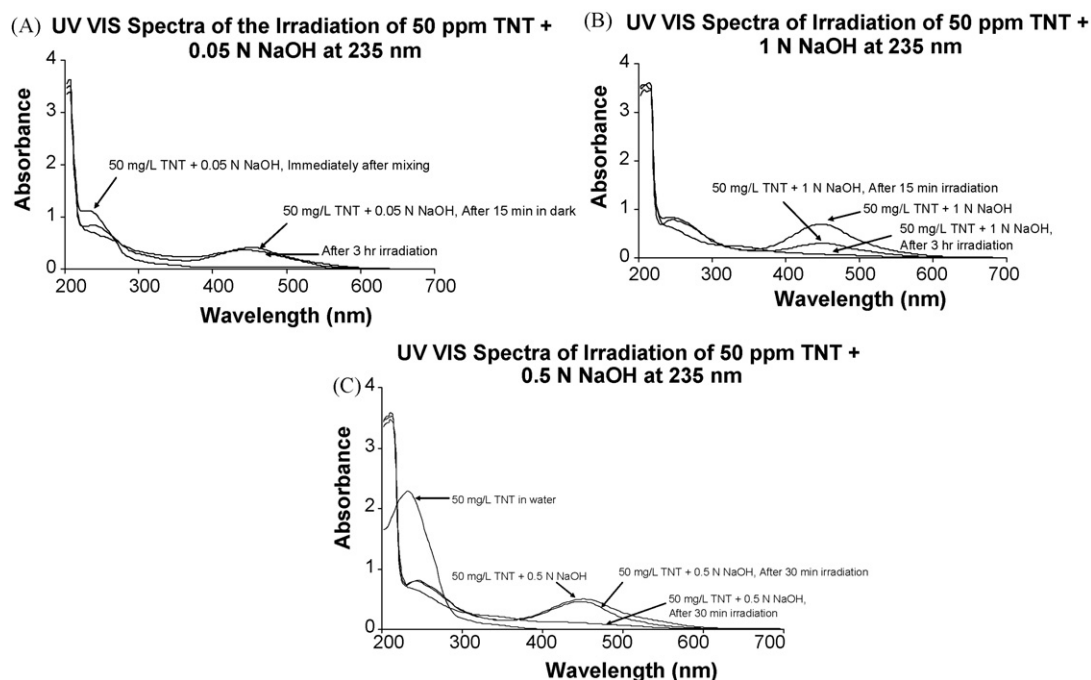 (A) UV VIS Spectra of the Irradiation of 50 ppm TNT +
0.05 N NaOH at 235 nm
Absorbance
4
3
2
1
0
50 mg/L TNT + 0.05 N NaOH, Immediately after mixing
50 mg/L TNT + 0.05 N NaOH, After 15 min in dark
After 3 hr irradiation
200 300 400 500 600 700
Wavelength (nm)
(B) UV VIS Spectra of Irradiation of 50 ppm TNT +
1 N NaOH at 235 nm
Absorbance
4
3
2
1
0
50 mg/L TNT + 1 N NaOH, After 15 min irradiation
50 mg/L TNT + 1 N NaOH
50 mg/L TNT + 1 N NaOH,
After 3 hr irradiation
200 300 400 500 600 700
Wavelength (nm)
UV VIS Spectra of Irradiation of 50 ppm TNT +
(C) 0.5 N NaOH at 235 nm
Absorbance
4
3
2
1
0
50 mg/L TNT in water
50 mg/L TNT + 0.5 N NaOH
50 mg/L TNT + 0.5 N NaOH, After 30 min irradiation
50 mg/L TNT + 0.5 N NaOH,
After 30 min irradiation
200 300 400 500 600 700
Wavelength (nm)